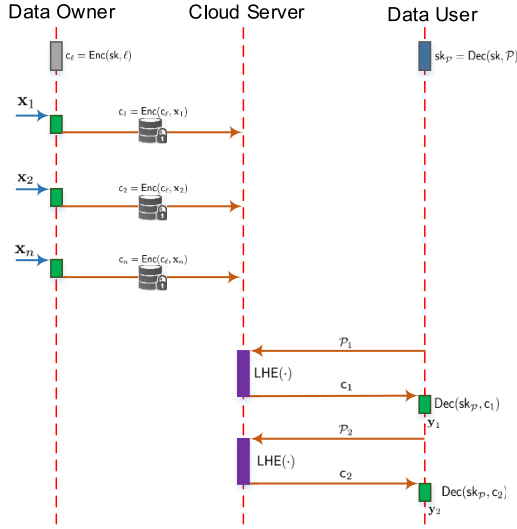 Data Owner Cloud Server Data User
c_ℓ = Enc(sk, ℓ) sk_𝒫 = Dec(sk, 𝒫)
x₁ c₁ = Enc(c_ℓ, x₁)
x₂ c₂ = Enc(c_ℓ, x₂)
xₙ cₙ = Enc(c_ℓ, xₙ)
𝒫₁
LHE(·)
c₁ Dec(sk_𝒫, c₁)
y₁
𝒫₂
LHE(·)
c₂ Dec(sk_𝒫, c₂)
y₂